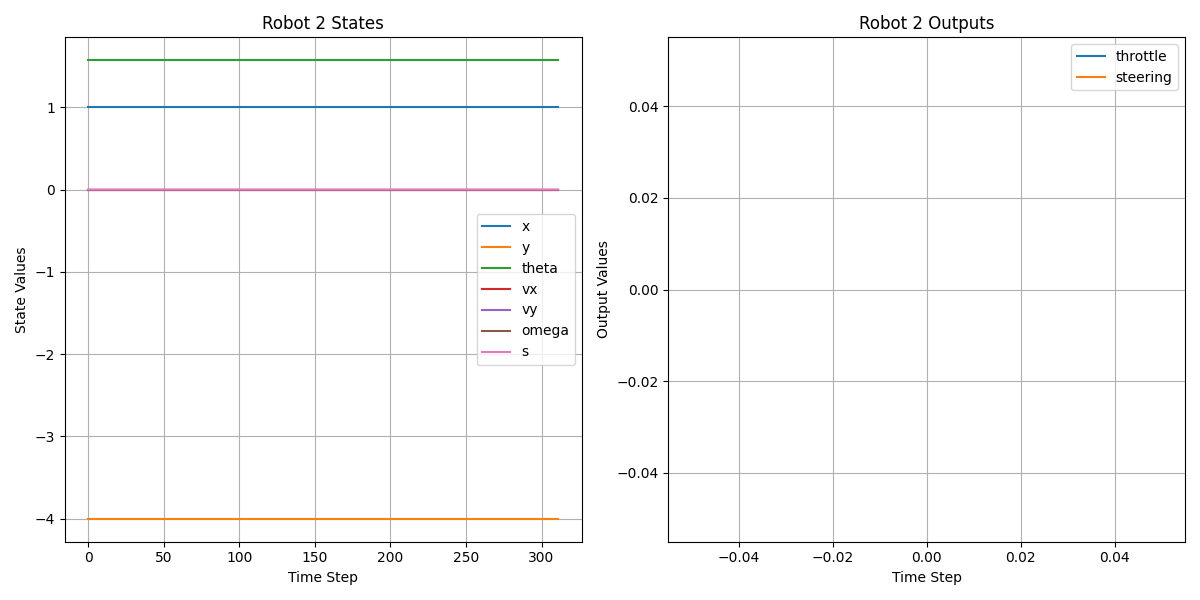 Robot 2 States
State Values
1
0
−1
−2
−3
−4
0
50
100
150
200
250
300
Time Step
x
y
theta
vx
vy
omega
s
Robot 2 Outputs
Output Values
0.04
0.02
0.00
−0.02
−0.04
−0.04
−0.02
0.00
0.02
0.04
Time Step
throttle
steering